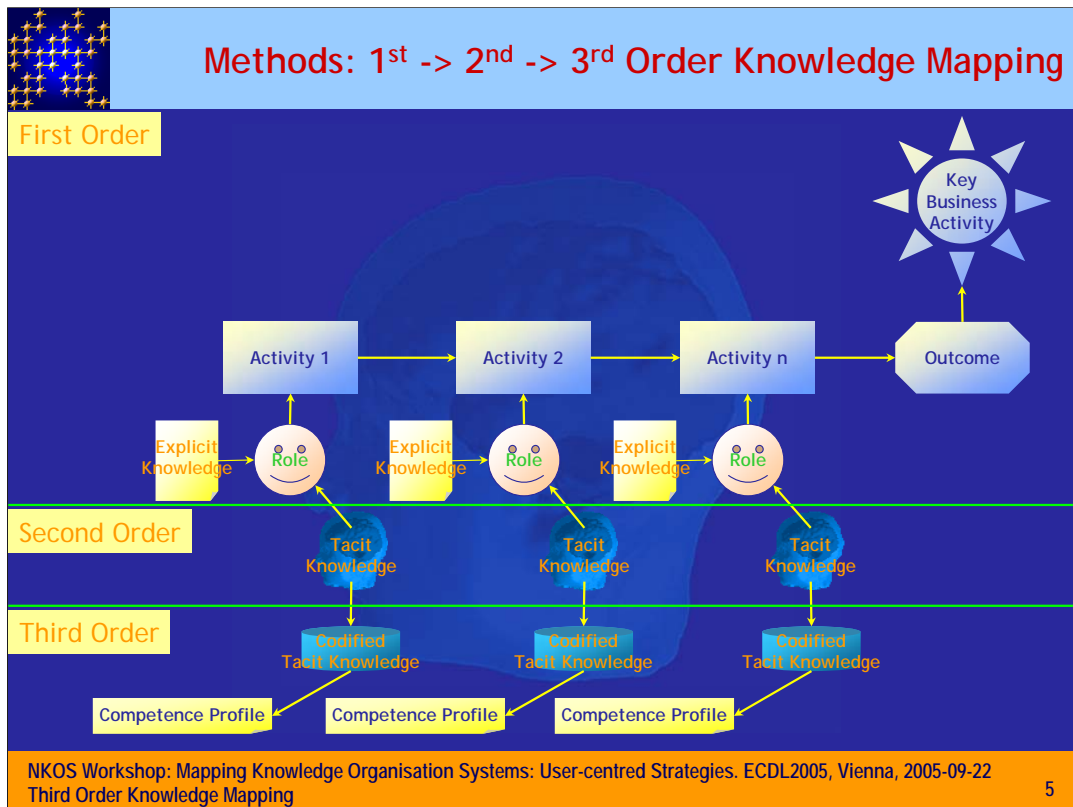 Methods: 1st -> 2nd -> 3rd Order Knowledge Mapping
First Order
Key
Business
Activity
Activity 1
Activity 2
Activity n
Outcome
Explicit
Knowledge
Role
Explicit
Knowledge
Role
Explicit
Knowledge
Role
Second Order
Tacit
Knowledge
Tacit
Knowledge
Tacit
Knowledge
Third Order
Codified
Tacit Knowledge
Codified
Tacit Knowledge
Codified
Tacit Knowledge
Competence Profile
Competence Profile
Competence Profile
NKOS Workshop: Mapping Knowledge Organisation Systems: User-centred Strategies. ECDL2005, Vienna, 2005-09-22
Third Order Knowledge Mapping
5